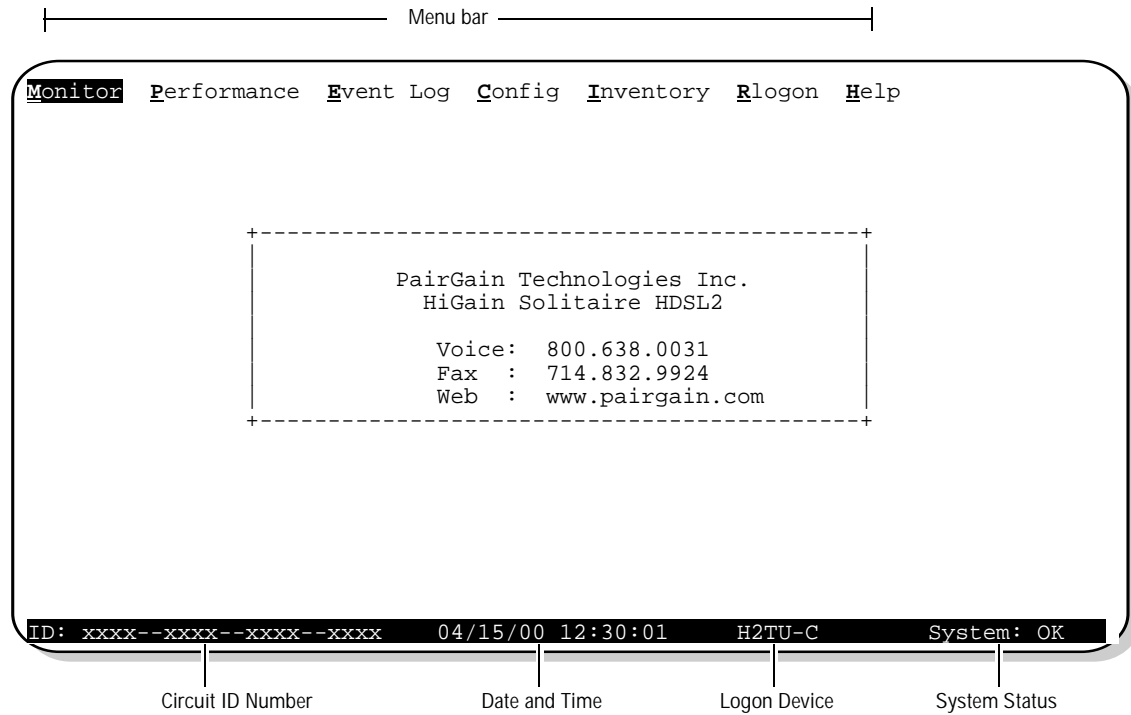 Menu bar
Monitor Performance Event Log Config Inventory Rlogon Help
PairGain Technologies Inc.
HiGain Solitaire HDSL2
Voice: 800.638.0031
Fax : 714.832.9924
Web : www.pairgain.com
ID: xxxx--xxxx--xxxx--xxxx 04/15/00 12:30:01 H2TU-C System: OK
Circuit ID Number Date and Time Logon Device System Status